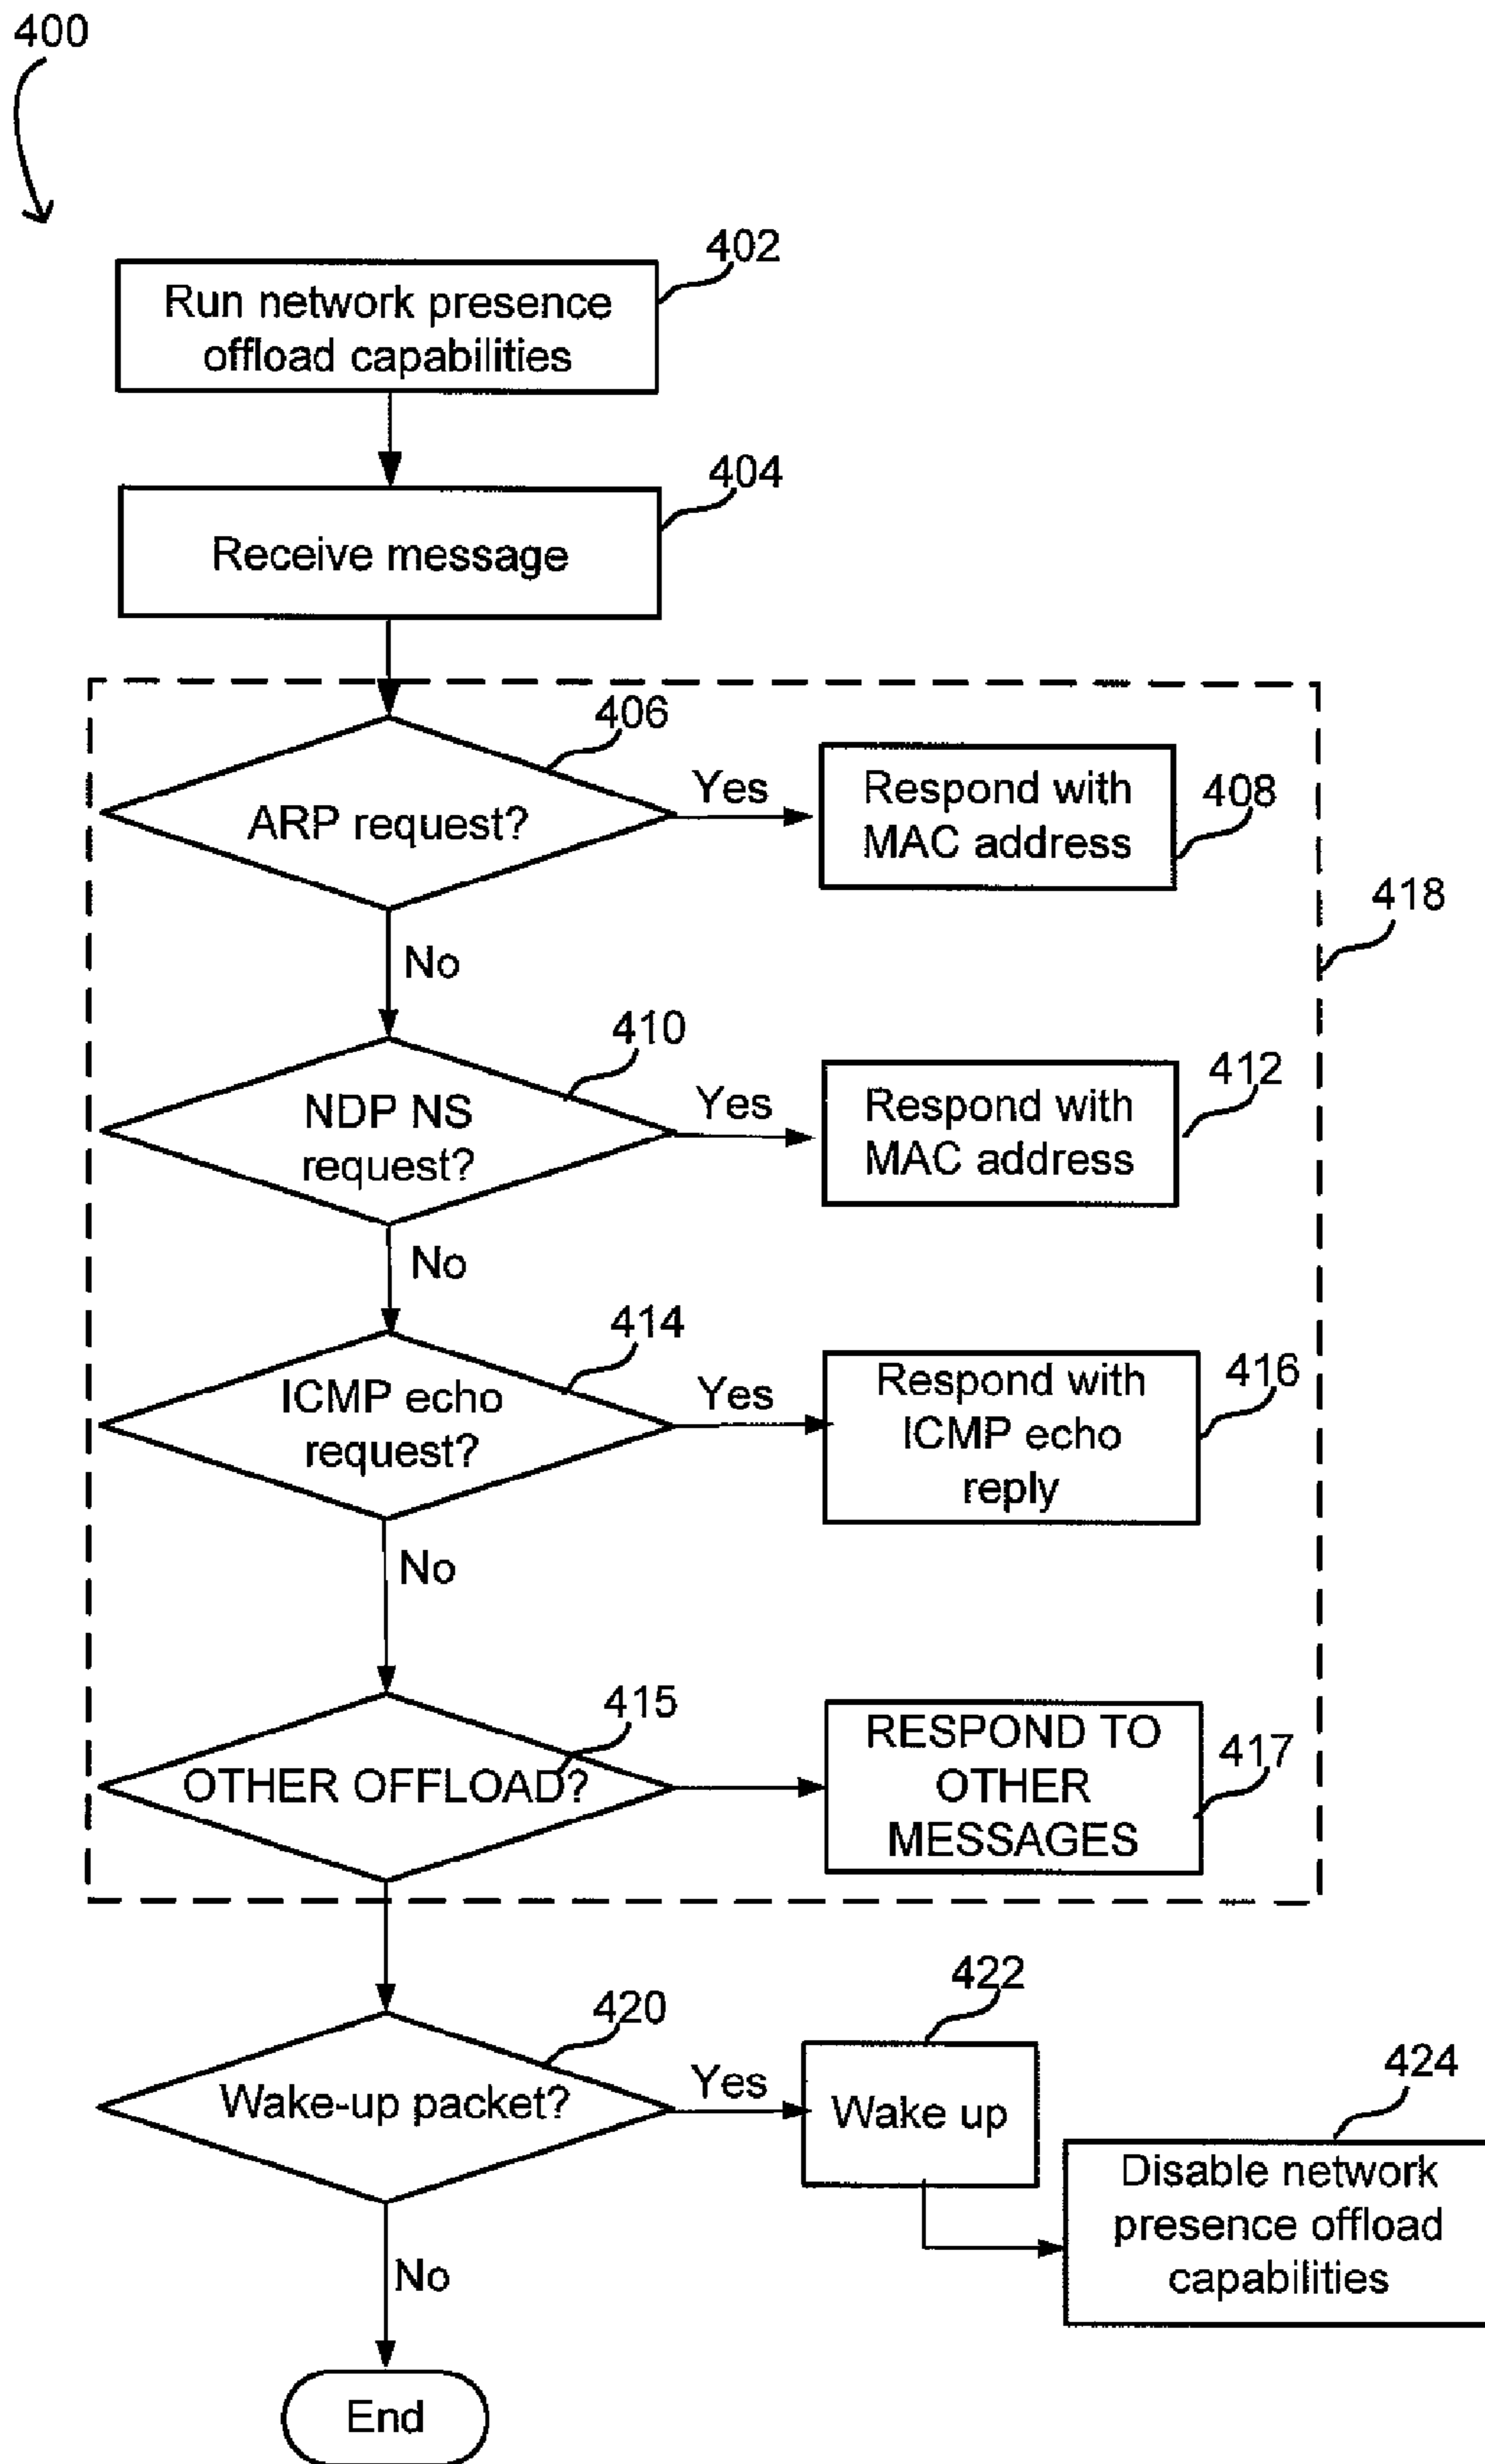 400
402
Run network presence
offload capabilities
404
Receive message
406
ARP request?
Yes
Respond with
MAC address
408
418
No
410
NDP NS
request?
Yes
Respond with
MAC address
412
No
414
ICMP echo
request?
Yes
Respond with
ICMP echo
reply
416
No
415
OTHER OFFLOAD?
RESPOND TO
OTHER
MESSAGES
417
420
Wake-up packet?
Yes
422
Wake up
424
Disable network
presence offload
capabilities
No
End